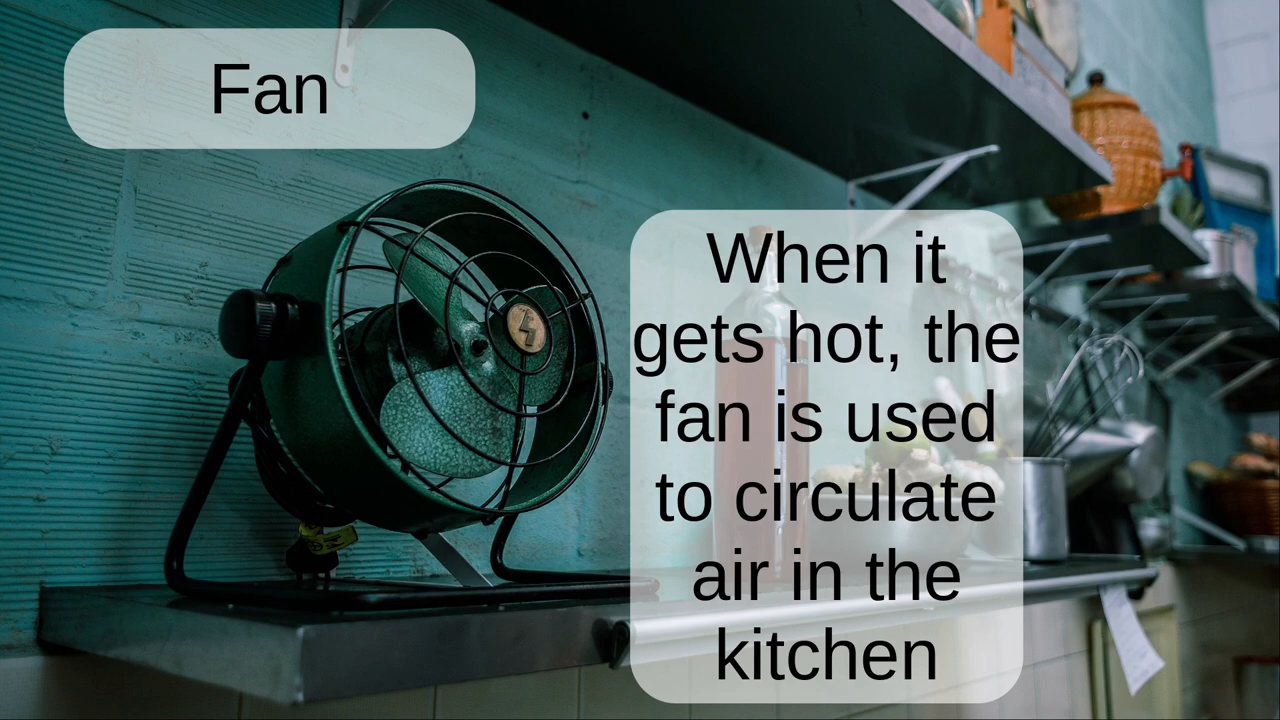 Fan
When it
gets hot, the
fan is used
to circulate
air in the
kitchen